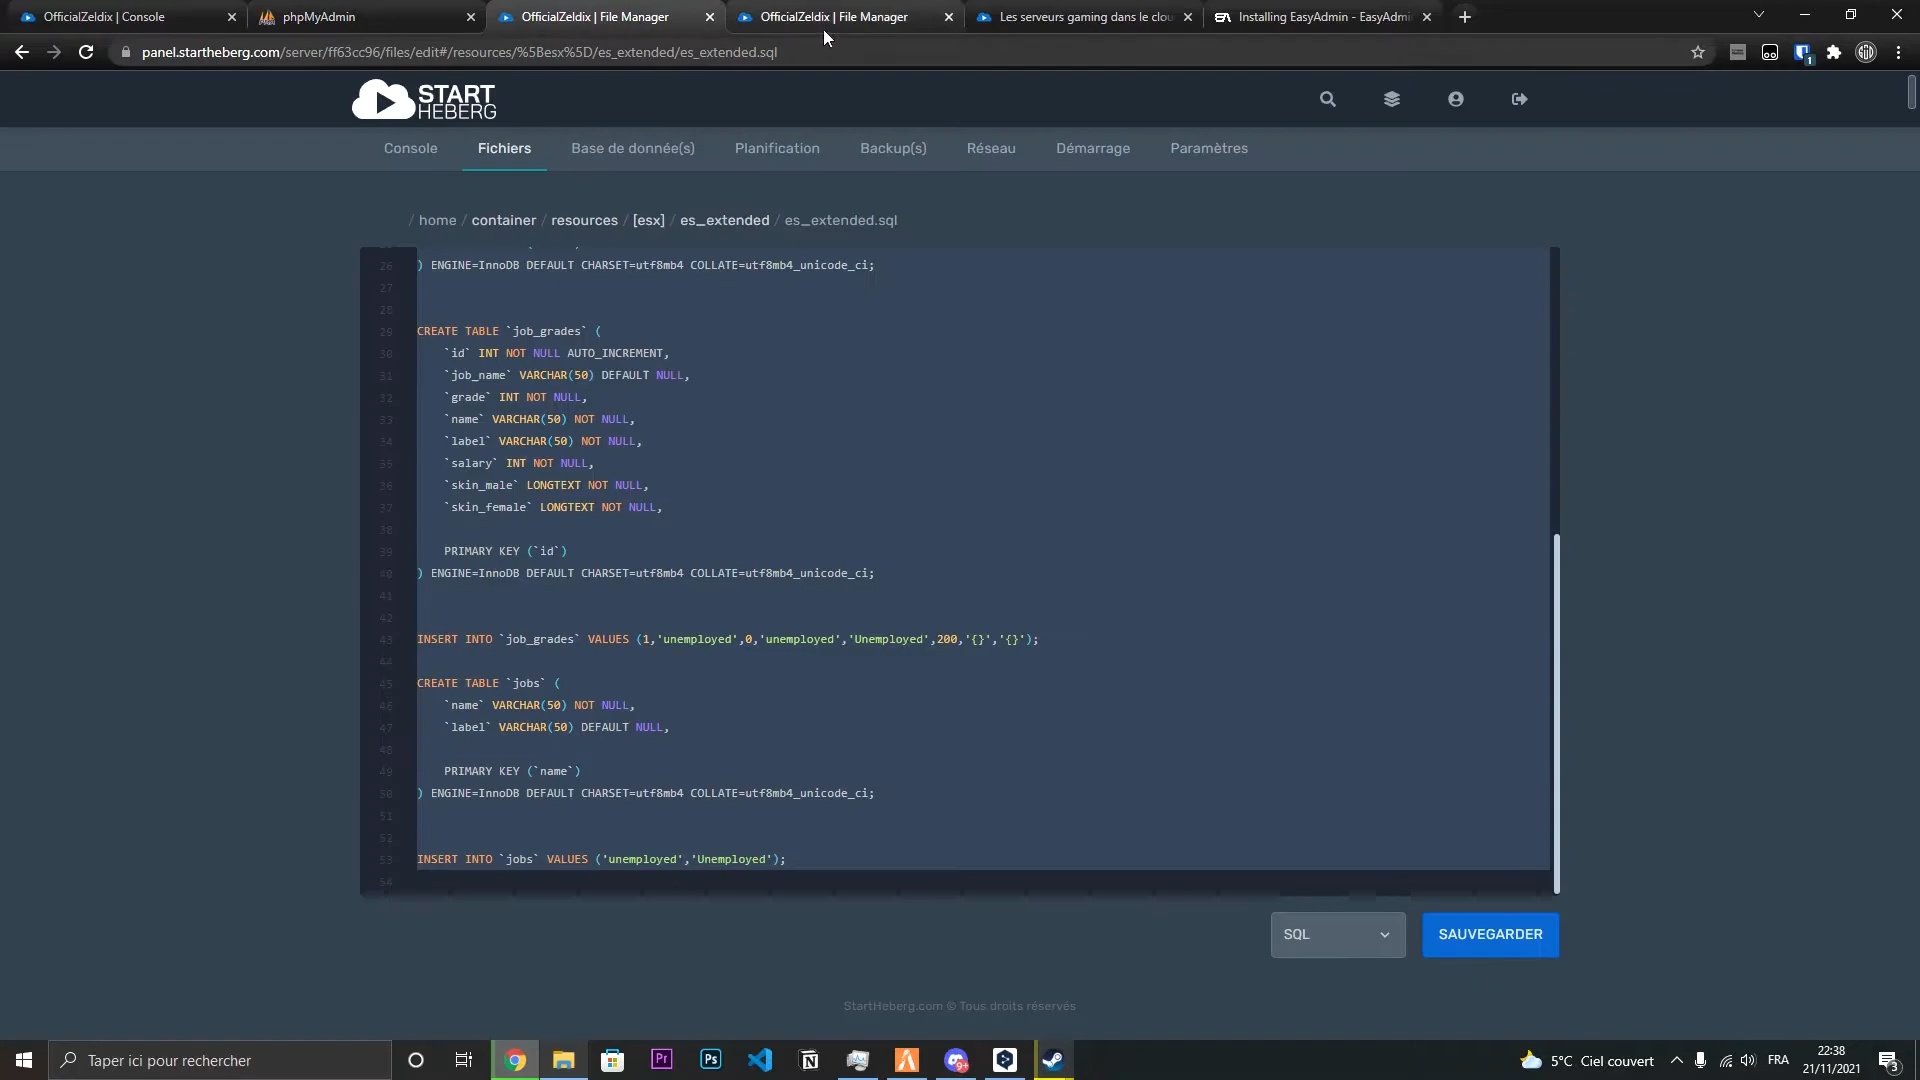 OfficialZeldix | Console
phpMyAdmin
OfficialZeldix | File Manager
OfficialZeldix | File Manager
Les serveurs gaming dans le clou
Installing EasyAdmin - EasyAdmi
panel.startheberg.com/server/ff63cc96/files/edit#/resources/%5Besx%5D/es_extended/es_extended.sql
1
START
HEBERG
Console
Fichiers
Base de donnée(s)
Planification
Backup(s)
Réseau
Démarrage
Paramètres
/ home / container / resources / [esx] / es_extended / es_extended.sql
26 ) ENGINE=InnoDB DEFAULT CHARSET=utf8mb4 COLLATE=utf8mb4_unicode_ci;
27
28
29 CREATE TABLE `job_grades` (
30 `id` INT NOT NULL AUTO_INCREMENT,
31 `job_name` VARCHAR(50) DEFAULT NULL,
32 `grade` INT NOT NULL,
33 `name` VARCHAR(50) NOT NULL,
34 `label` VARCHAR(50) NOT NULL,
35 `salary` INT NOT NULL,
36 `skin_male` LONGTEXT NOT NULL,
37 `skin_female` LONGTEXT NOT NULL,
38
39 PRIMARY KEY (`id`)
40 ) ENGINE=InnoDB DEFAULT CHARSET=utf8mb4 COLLATE=utf8mb4_unicode_ci;
41
42
43 INSERT INTO `job_grades` VALUES (1,'unemployed',0,'unemployed','Unemployed',200,'{}','{}');
44
45 CREATE TABLE `jobs` (
46 `name` VARCHAR(50) NOT NULL,
47 `label` VARCHAR(50) DEFAULT NULL,
48
49 PRIMARY KEY (`name`)
50 ) ENGINE=InnoDB DEFAULT CHARSET=utf8mb4 COLLATE=utf8mb4_unicode_ci;
51
52
53 INSERT INTO `jobs` VALUES ('unemployed','Unemployed');
54
SQL
SAUVEGARDER
StartHeberg.com © Tous droits réservés
Taper ici pour rechercher
Pr
Ps
9+
5°C Ciel couvert
FRA
22:38
21/11/2021
3